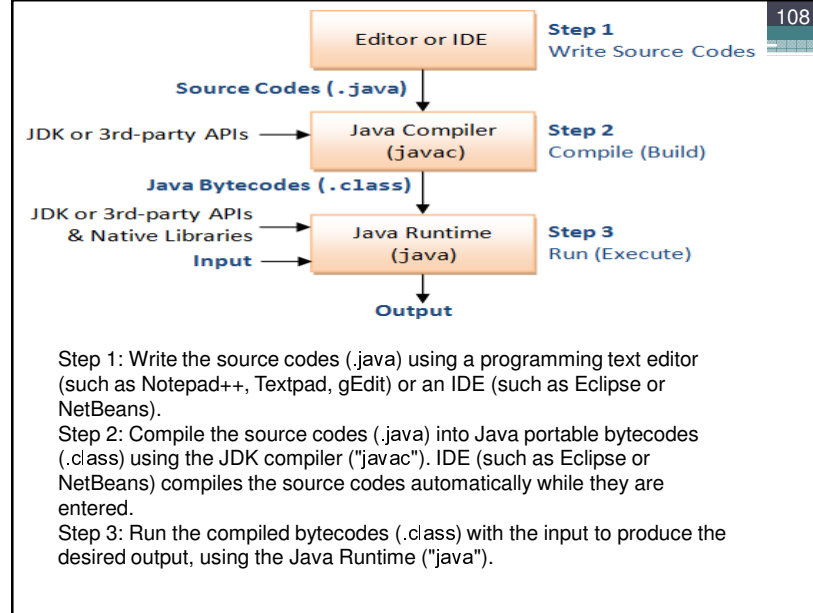 108
Editor or IDE
Step 1
Write Source Codes
Source Codes (.java)
JDK or 3rd-party APIs
Java Compiler
(javac)
Step 2
Compile (Build)
Java Bytecodes (.class)
JDK or 3rd-party APIs
& Native Libraries
Input
Java Runtime
(java)
Step 3
Run (Execute)
Output
Step 1: Write the source codes (.java) using a programming text editor
(such as Notepad++, Textpad, gEdit) or an IDE (such as Eclipse or
NetBeans).
Step 2: Compile the source codes (.java) into Java portable bytecodes
(.class) using the JDK compiler ("javac"). IDE (such as Eclipse or
NetBeans) compiles the source codes automatically while they are
entered.
Step 3: Run the compiled bytecodes (.class) with the input to produce the
desired output, using the Java Runtime ("java").